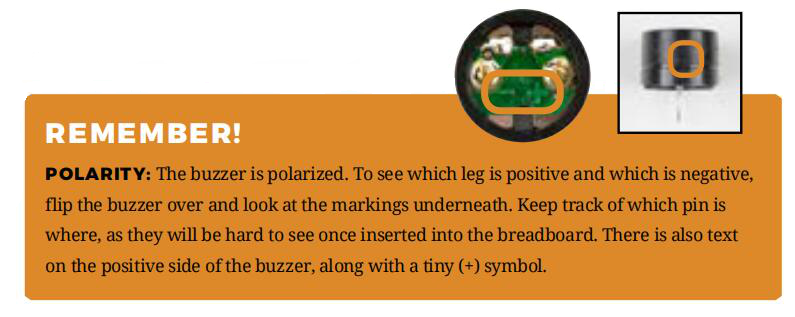 REMEMBER!
POLARITY: The buzzer is polarized. To see which leg is positive and which is negative,
flip the buzzer over and look at the markings underneath. Keep track of which pin is
where, as they will be hard to see once inserted into the breadboard. There is also text
on the positive side of the buzzer, along with a tiny (+) symbol.